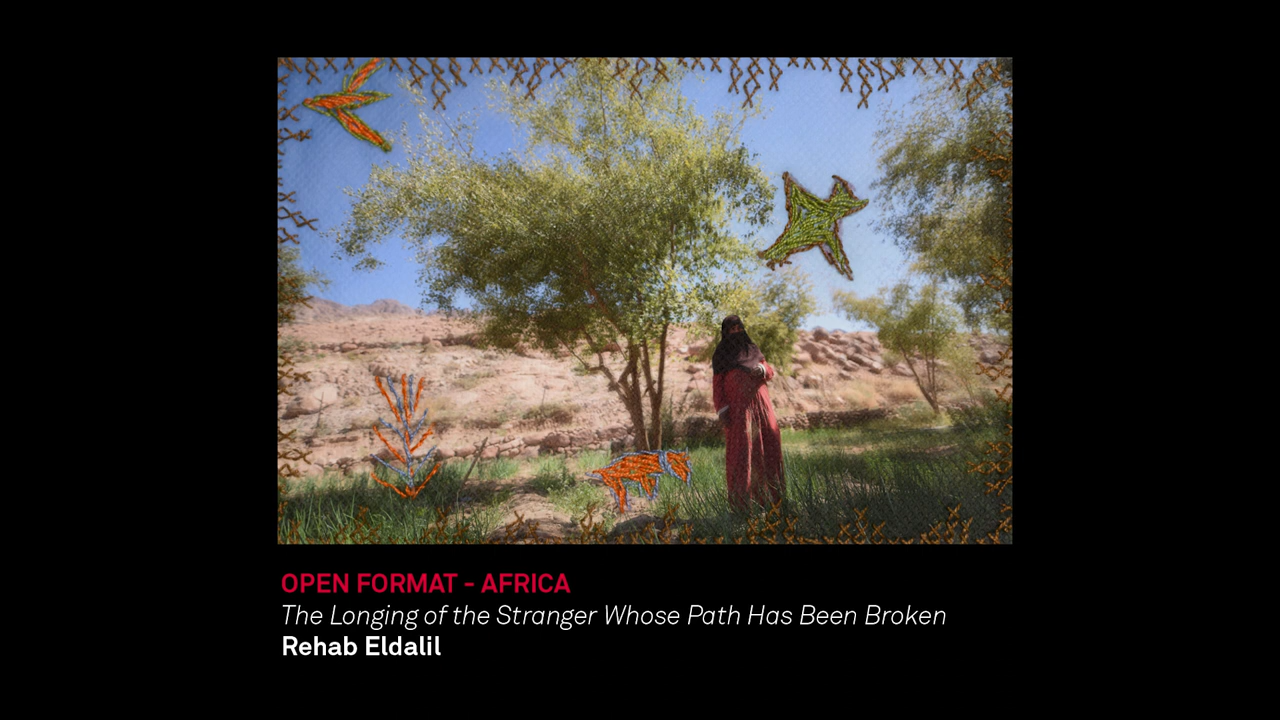 OPEN FORMAT - AFRICA
The Longing of the Stranger Whose Path Has Been Broken
Rehab Eldalil